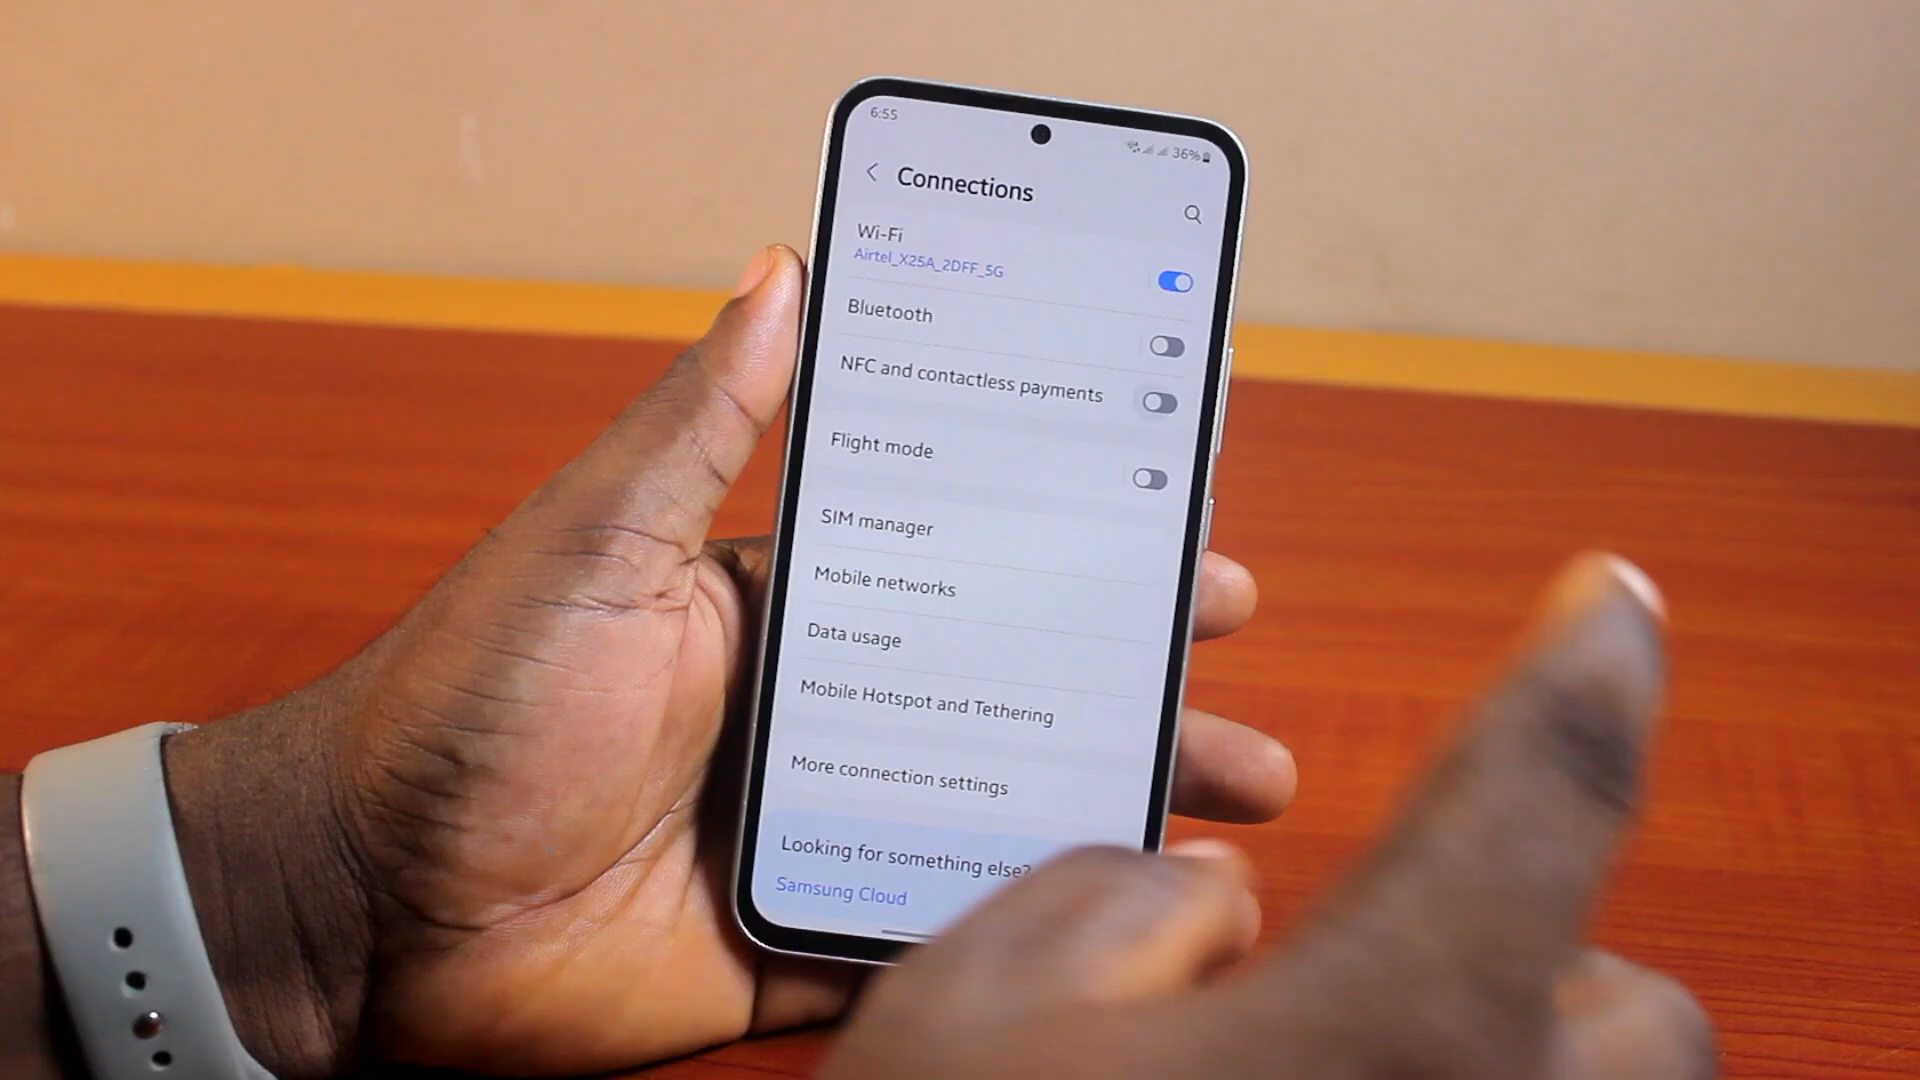 6:55
36%
Connections
Wi-Fi
Airtel_X25A_2DFF_5G
Bluetooth
NFC and contactless payments
Flight mode
SIM manager
Mobile networks
Data usage
Mobile Hotspot and Tethering
More connection settings
Looking for something else?
Samsung Cloud